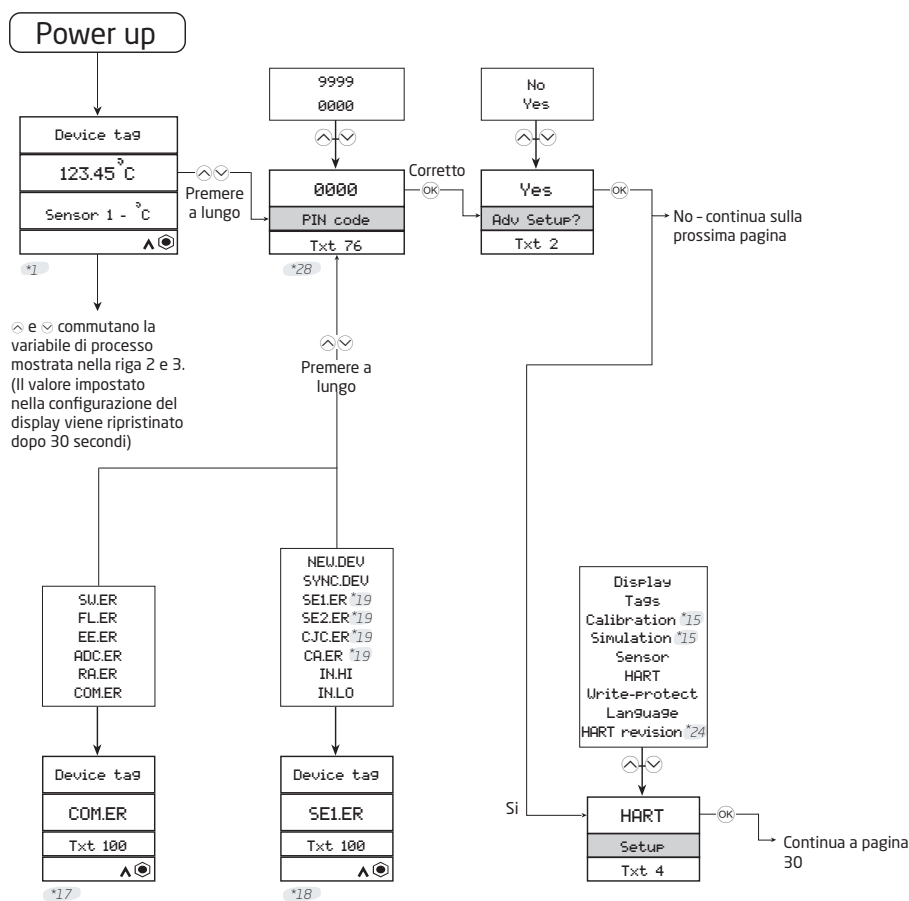 Power up
Device tag
123.45 °C
Sensor 1 - °C
*1
e commutano la
variabile di processo
mostrata nella riga 2 e 3.
(Il valore impostato
nella configurazione del
display viene ripristinato
dopo 30 secondi)
Premere
a lungo
9999
0000
0000
PIN code
Txt 76
*28
Corretto
OK
No
Yes
Yes
Adv Setup?
Txt 2
OK
No - continua sulla
prossima pagina
Premere a
lungo
SW.ER
FL.ER
EE.ER
ADC.ER
RA.ER
COM.ER
Device tag
COM.ER
Txt 100
*17
NEW.DEV
SYNC.DEV
SE1.ER *19
SE2.ER *19
CJC.ER *19
CA.ER *19
IN.HI
IN.LO
Device tag
SE1.ER
Txt 100
*18
Display
Tags
Calibration *15
Simulation *15
Sensor
HART
Write-protect
Language
HART revision *24
Si
HART
Setup
Txt 4
OK
Continua a pagina
30